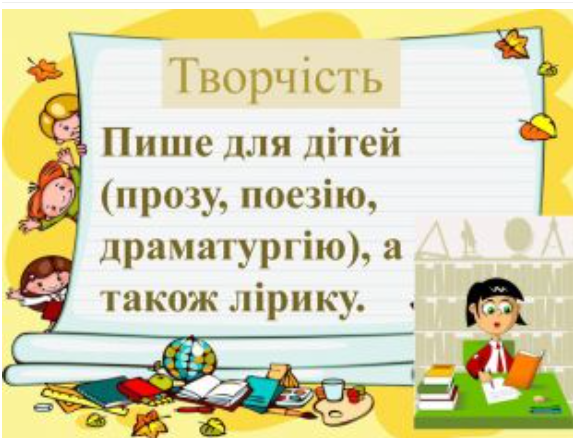 Творчість
Пише для дітей
(прозу, поезію,
драматургію), а
також лірику.